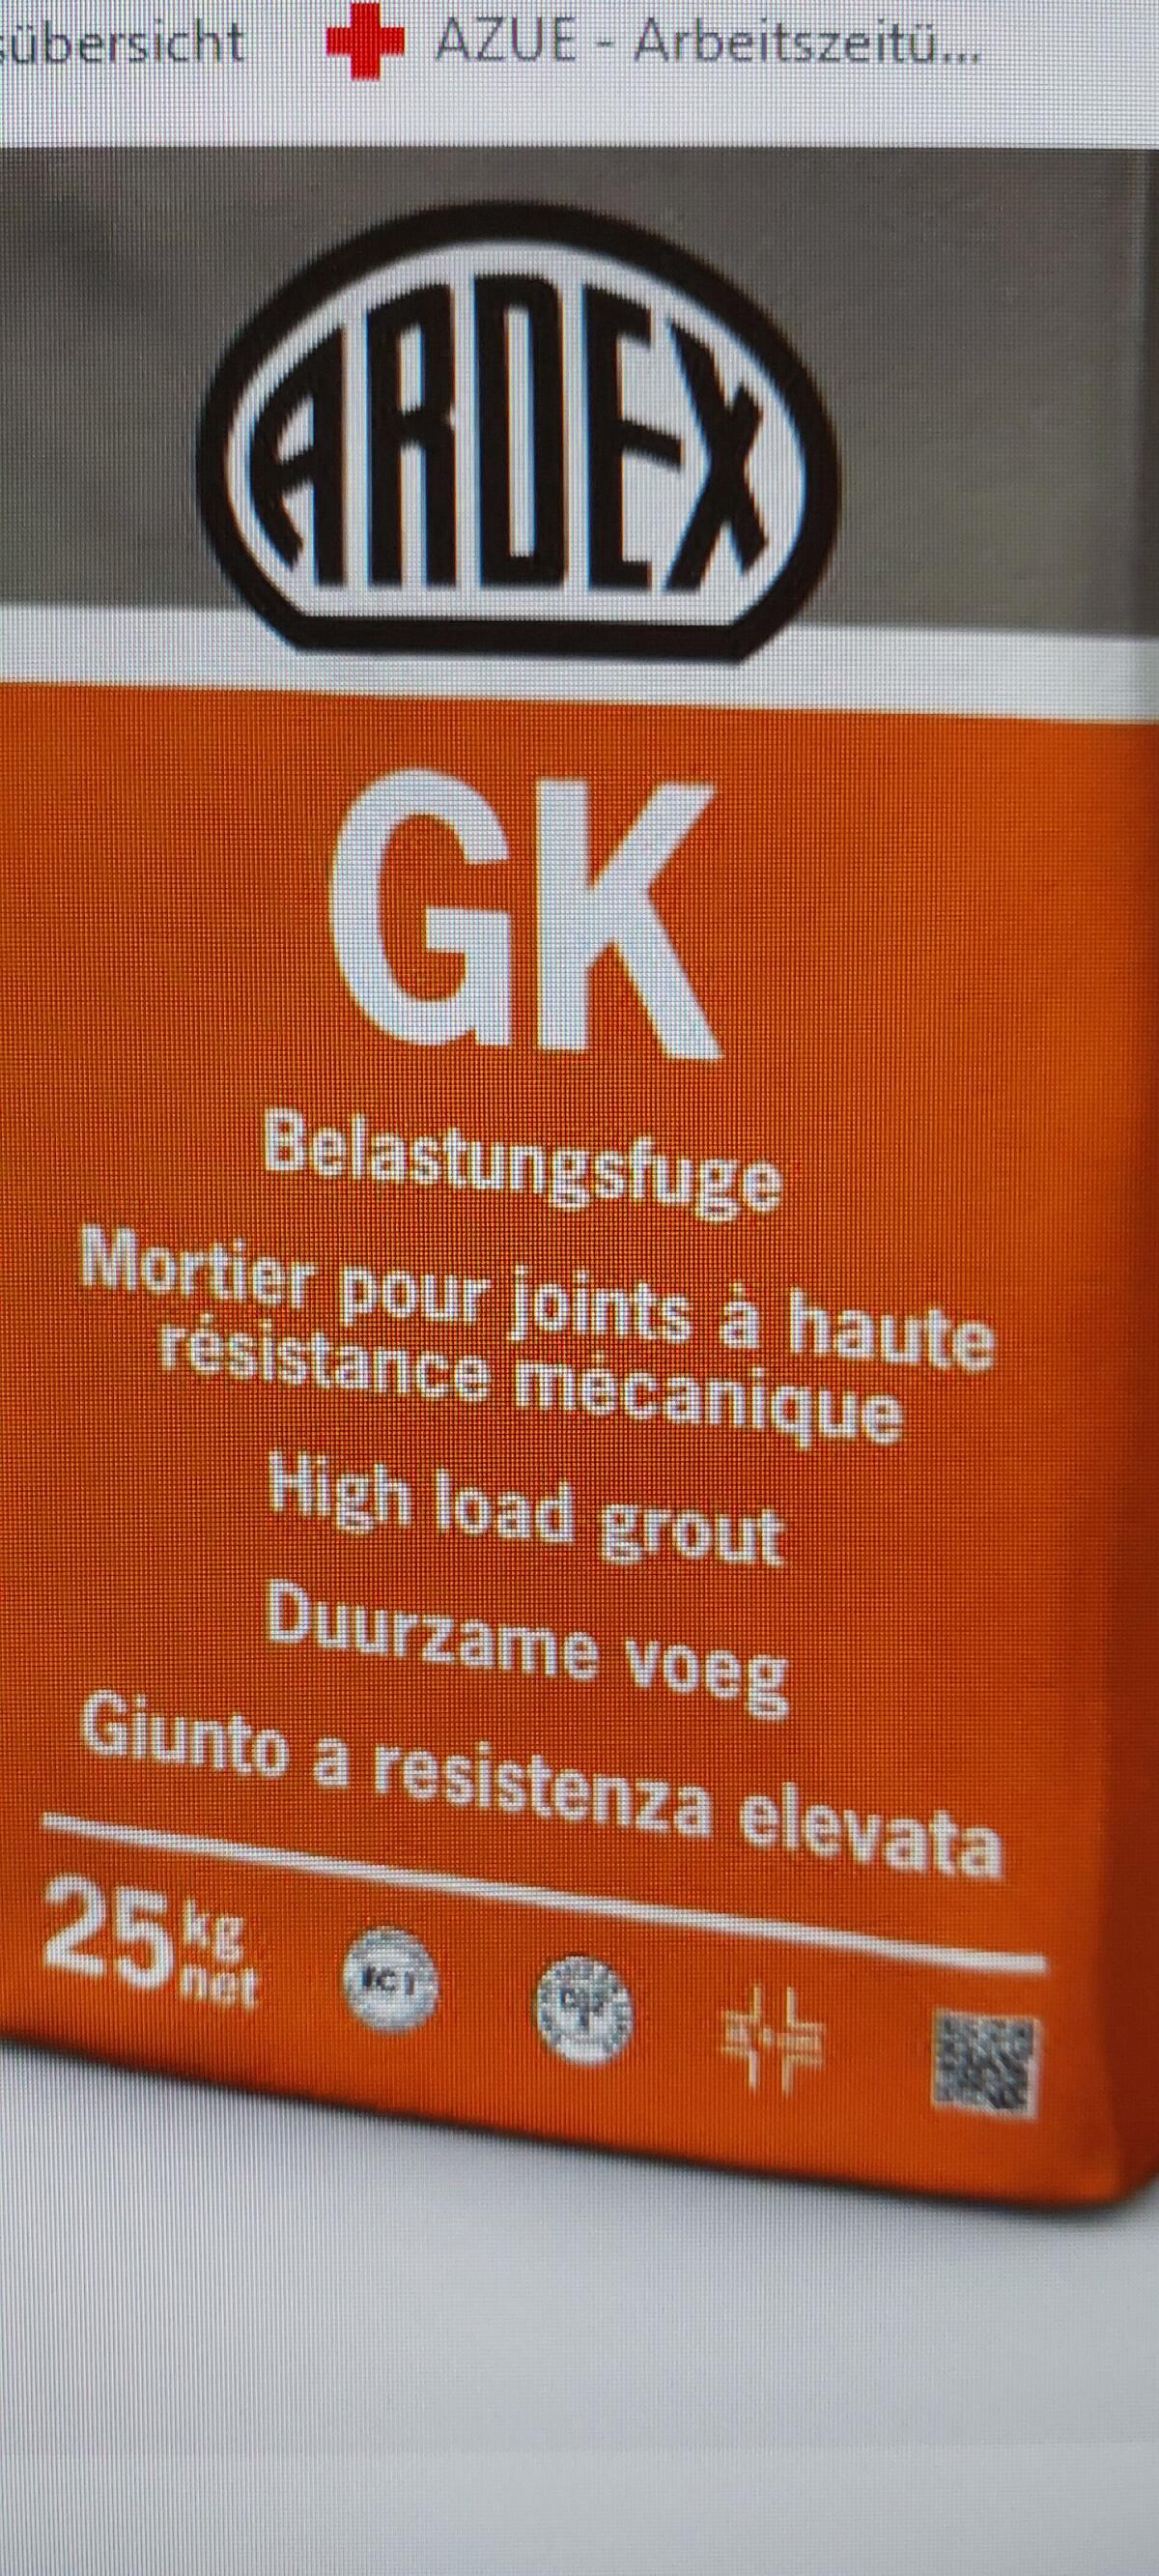 sübersicht AZUE - Arbeitszeitü...
ARDEX
GK
Belastungsfuge
Mortier pour joints à haute
résistance mécanique
High load grout
Duurzame voeg
Giunto a resistenza elevata
25 kg net